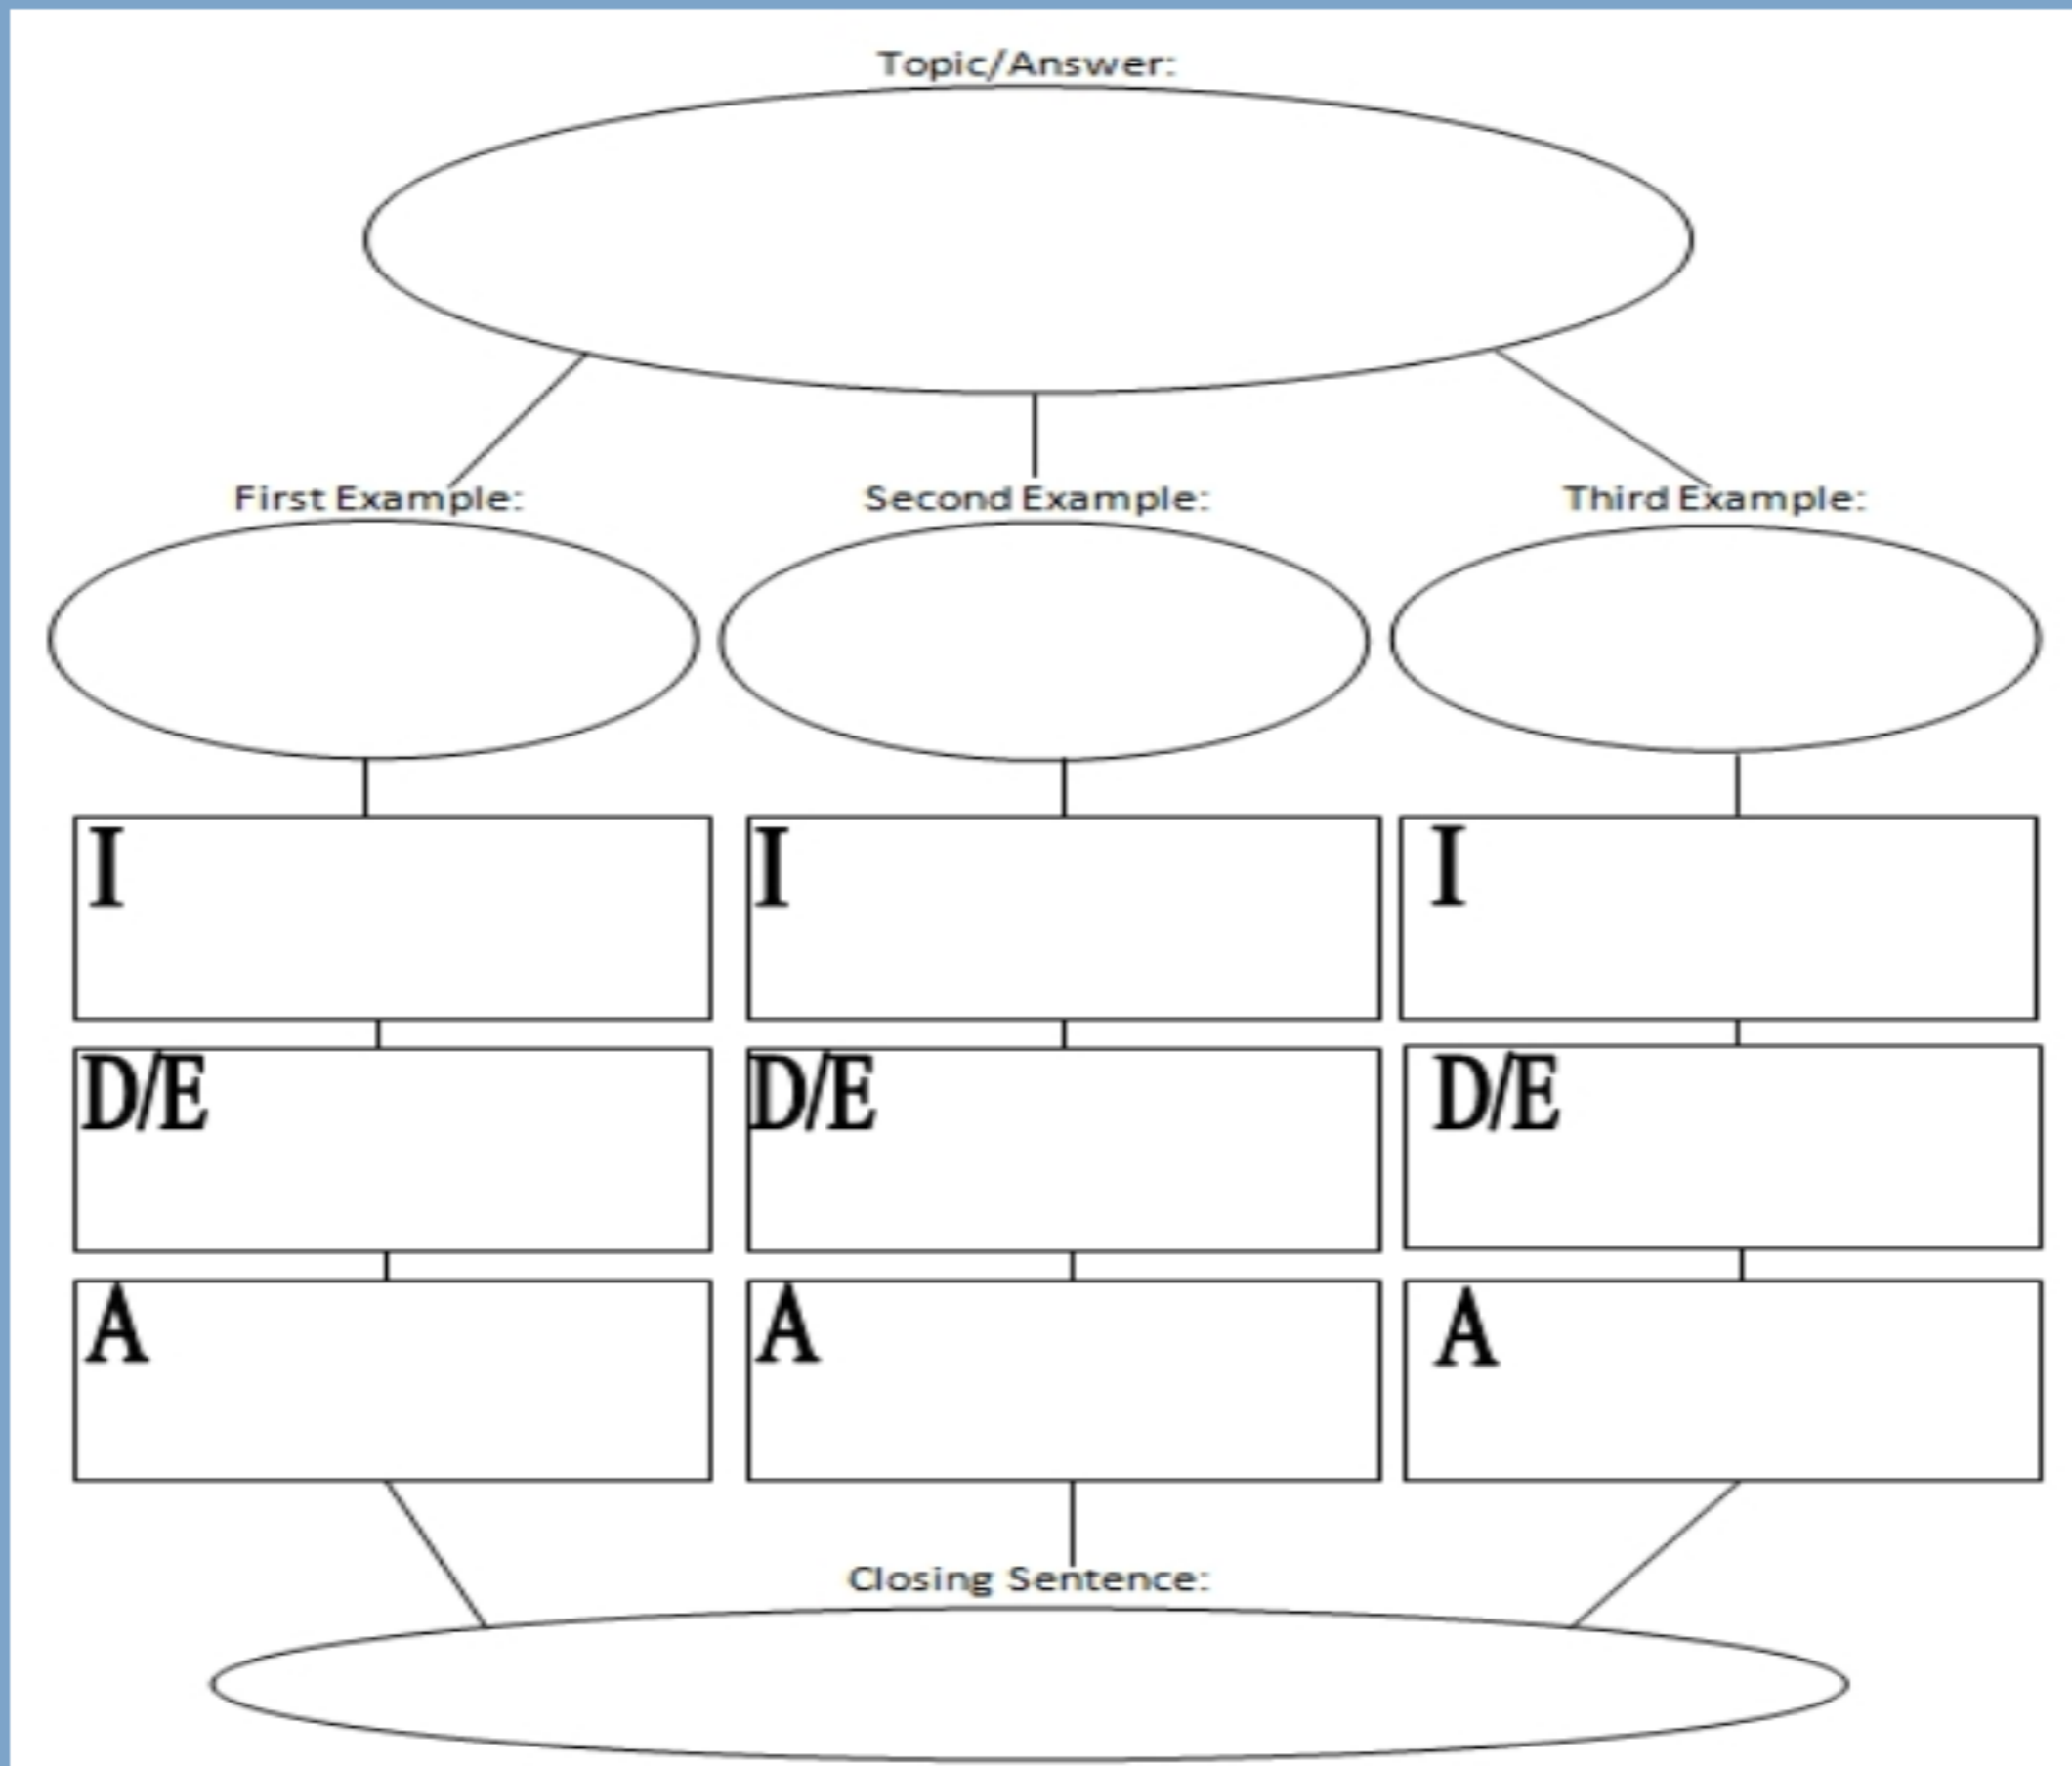 Topic/Answer:
First Example:
Second Example:
Third Example:
I
I
I
D/E
D/E
D/E
A
A
A
Closing Sentence: